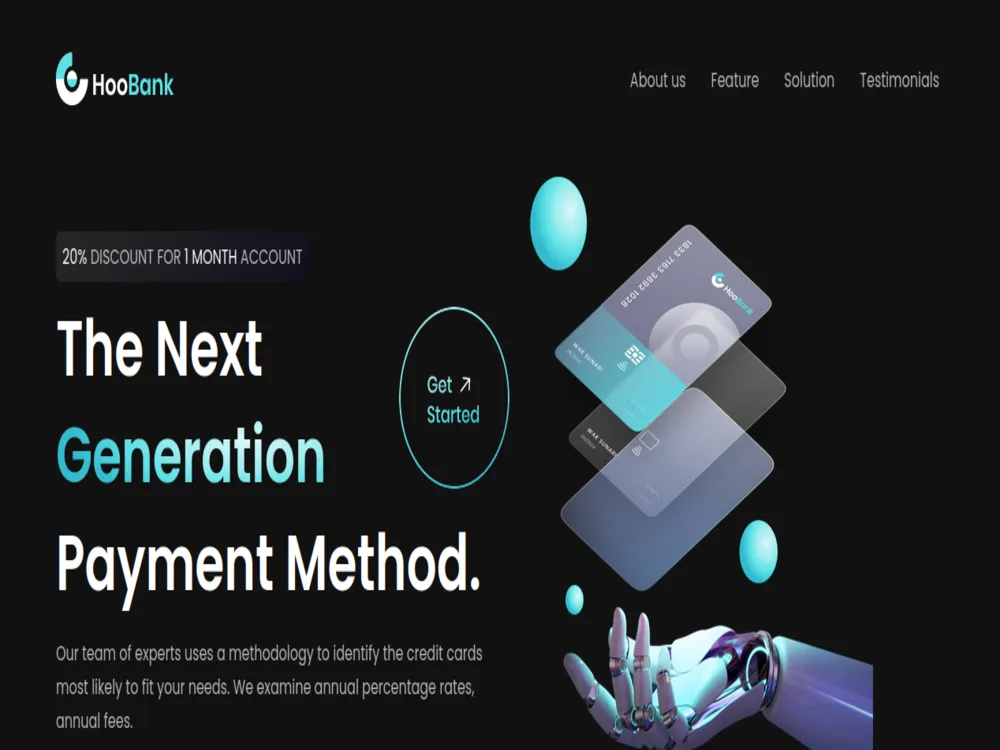 HooBank
About us Feature Solution Testimonials
20% DISCOUNT FOR 1 MONTH ACCOUNT
The Next
Generation
Payment Method.
Get
Started
Our team of experts uses a methodology to identify the credit cards
most likely to fit your needs. We examine annual percentage rates,
annual fees.
1833 7163 3892 1028
HooBank
WAK SUNARI
WAK SUNARI